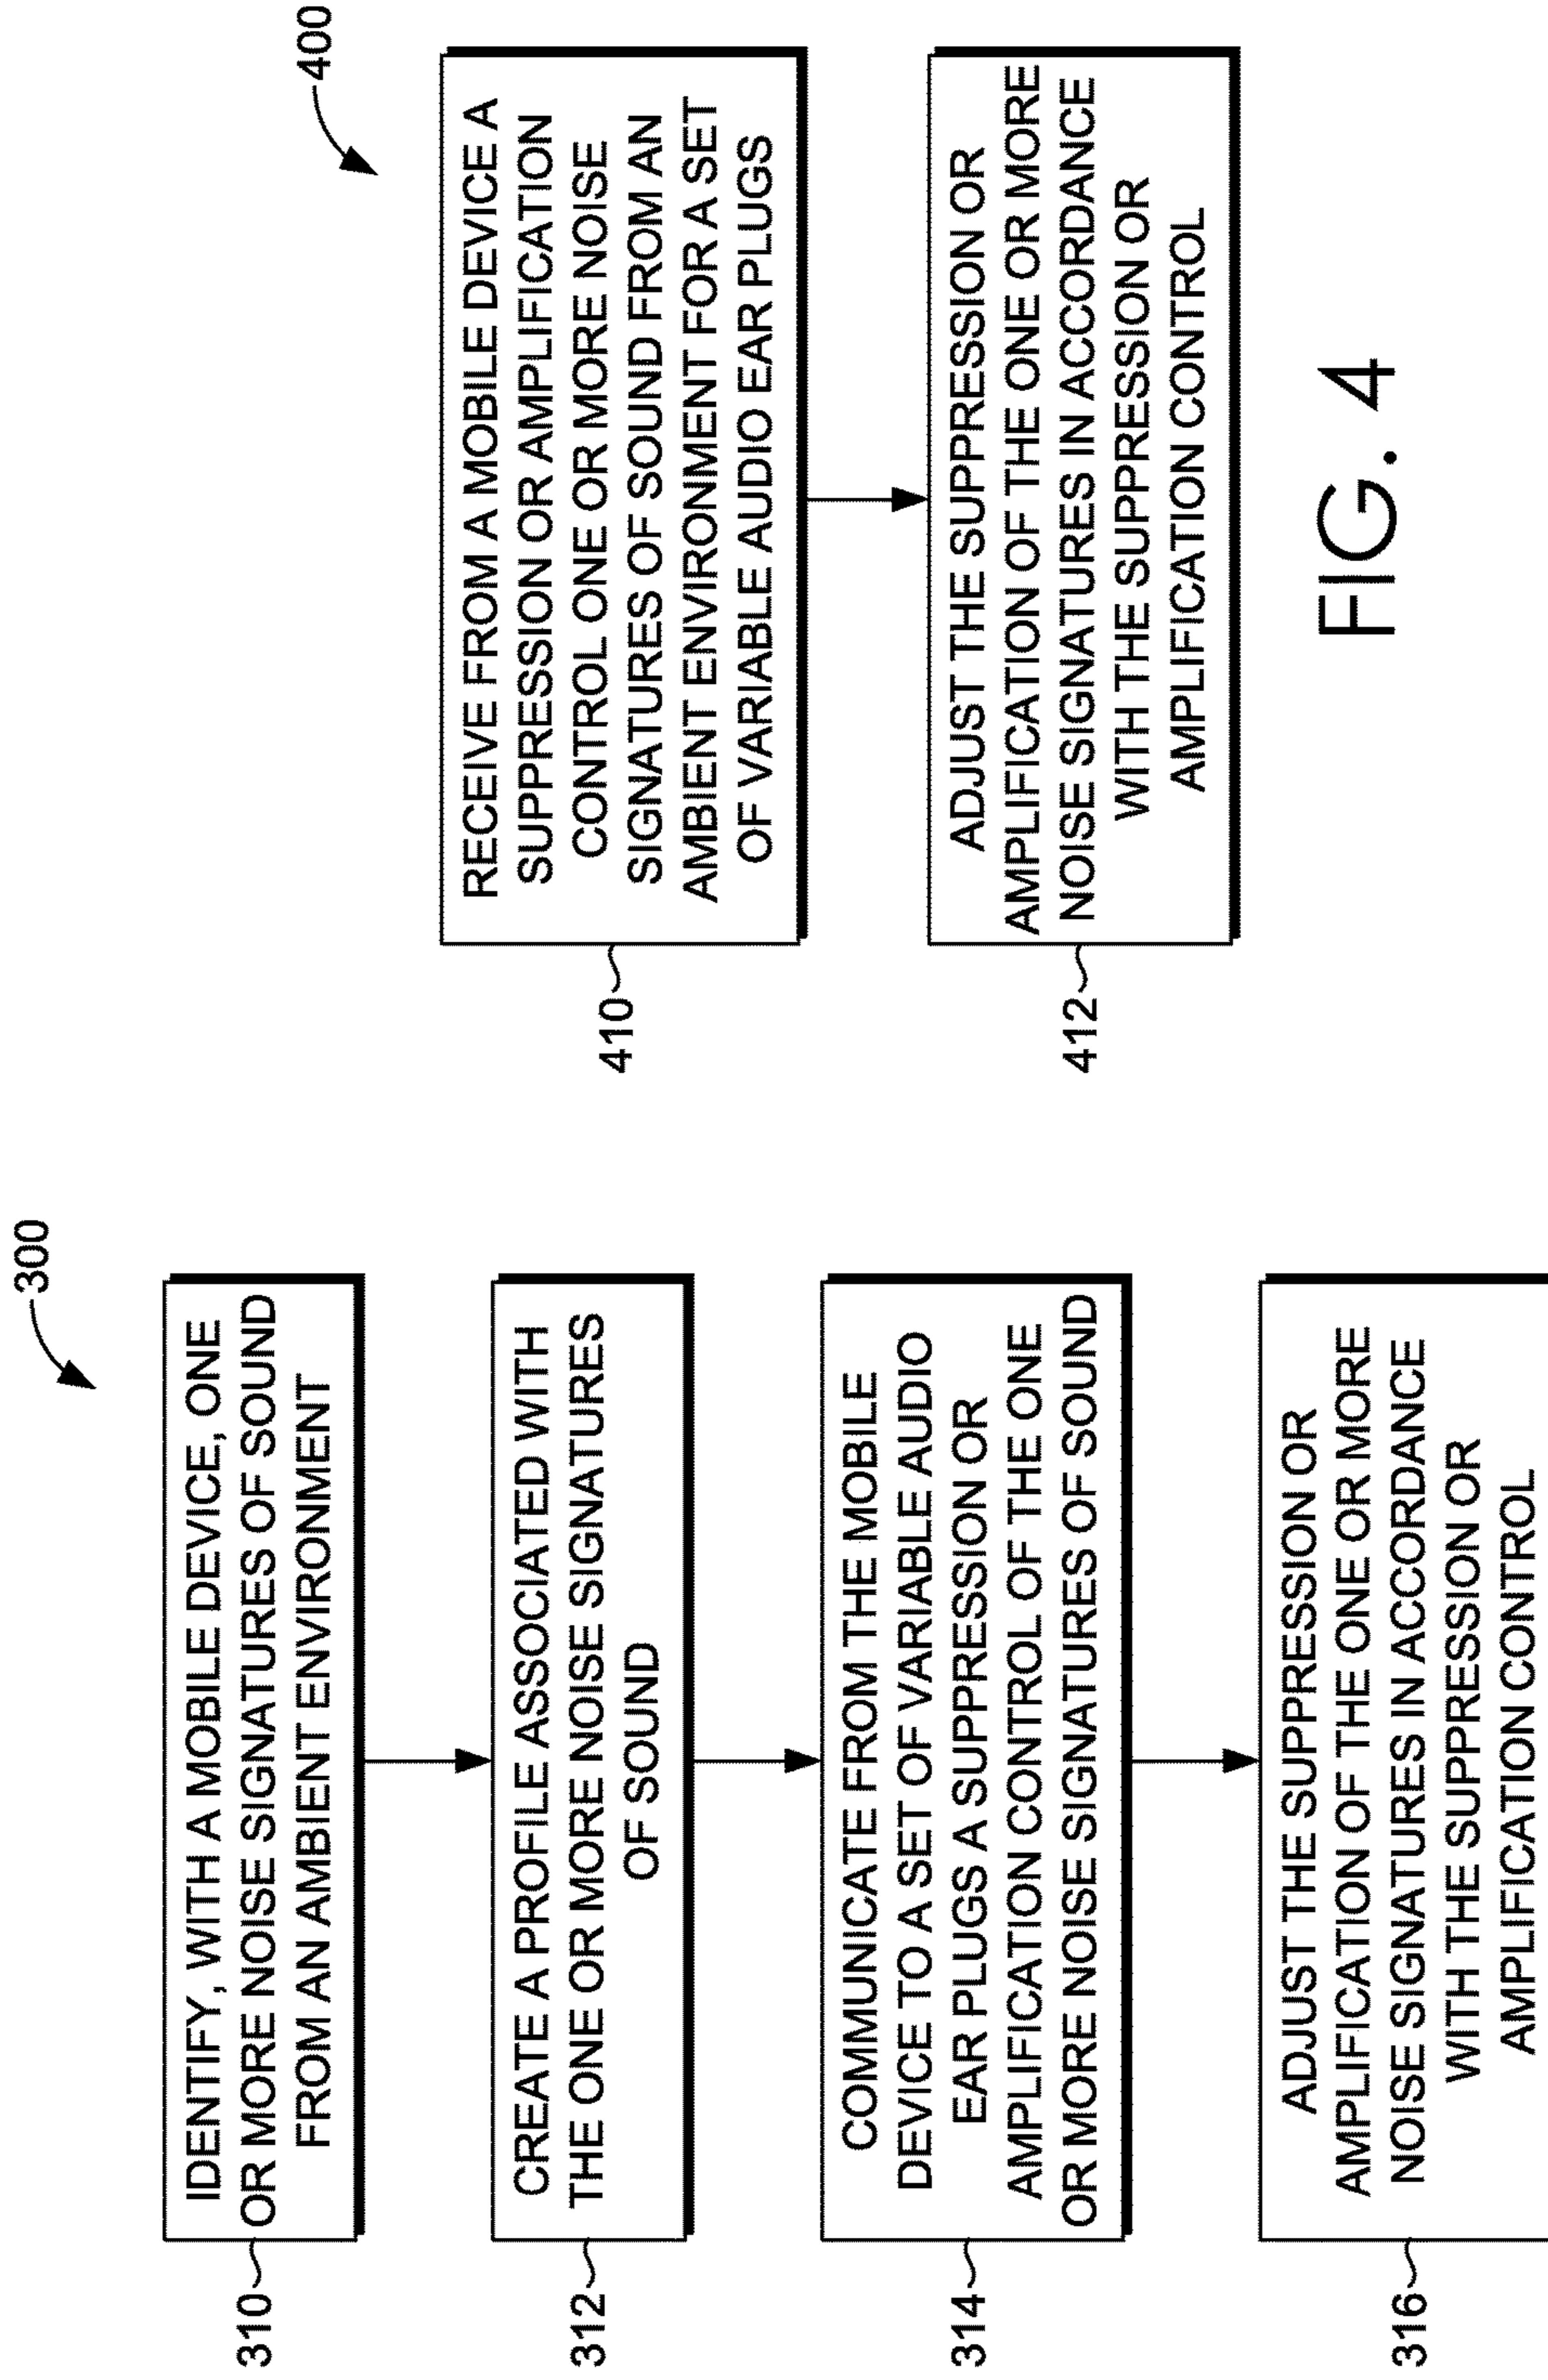 300
310
IDENTIFY, WITH A MOBILE DEVICE, ONE
OR MORE NOISE SIGNATURES OF SOUND
FROM AN AMBIENT ENVIRONMENT
312
CREATE A PROFILE ASSOCIATED WITH
THE ONE OR MORE NOISE SIGNATURES
OF SOUND
314
COMMUNICATE FROM THE MOBILE
DEVICE TO A SET OF VARIABLE AUDIO
EAR PLUGS A SUPPRESSION OR
AMPLIFICATION CONTROL OF THE ONE
OR MORE NOISE SIGNATURES OF SOUND
316
ADJUST THE SUPPRESSION OR
AMPLIFICATION OF THE ONE OR MORE
NOISE SIGNATURES IN ACCORDANCE
WITH THE SUPPRESSION OR
AMPLIFICATION CONTROL
400
410
RECEIVE FROM A MOBILE DEVICE A
SUPPRESSION OR AMPLIFICATION
CONTROL ONE OR MORE NOISE
SIGNATURES OF SOUND FROM AN
AMBIENT ENVIRONMENT FOR A SET
OF VARIABLE AUDIO EAR PLUGS
412
ADJUST THE SUPPRESSION OR
AMPLIFICATION OF THE ONE OR MORE
NOISE SIGNATURES IN ACCORDANCE
WITH THE SUPPRESSION OR
AMPLIFICATION CONTROL
FIG. 4